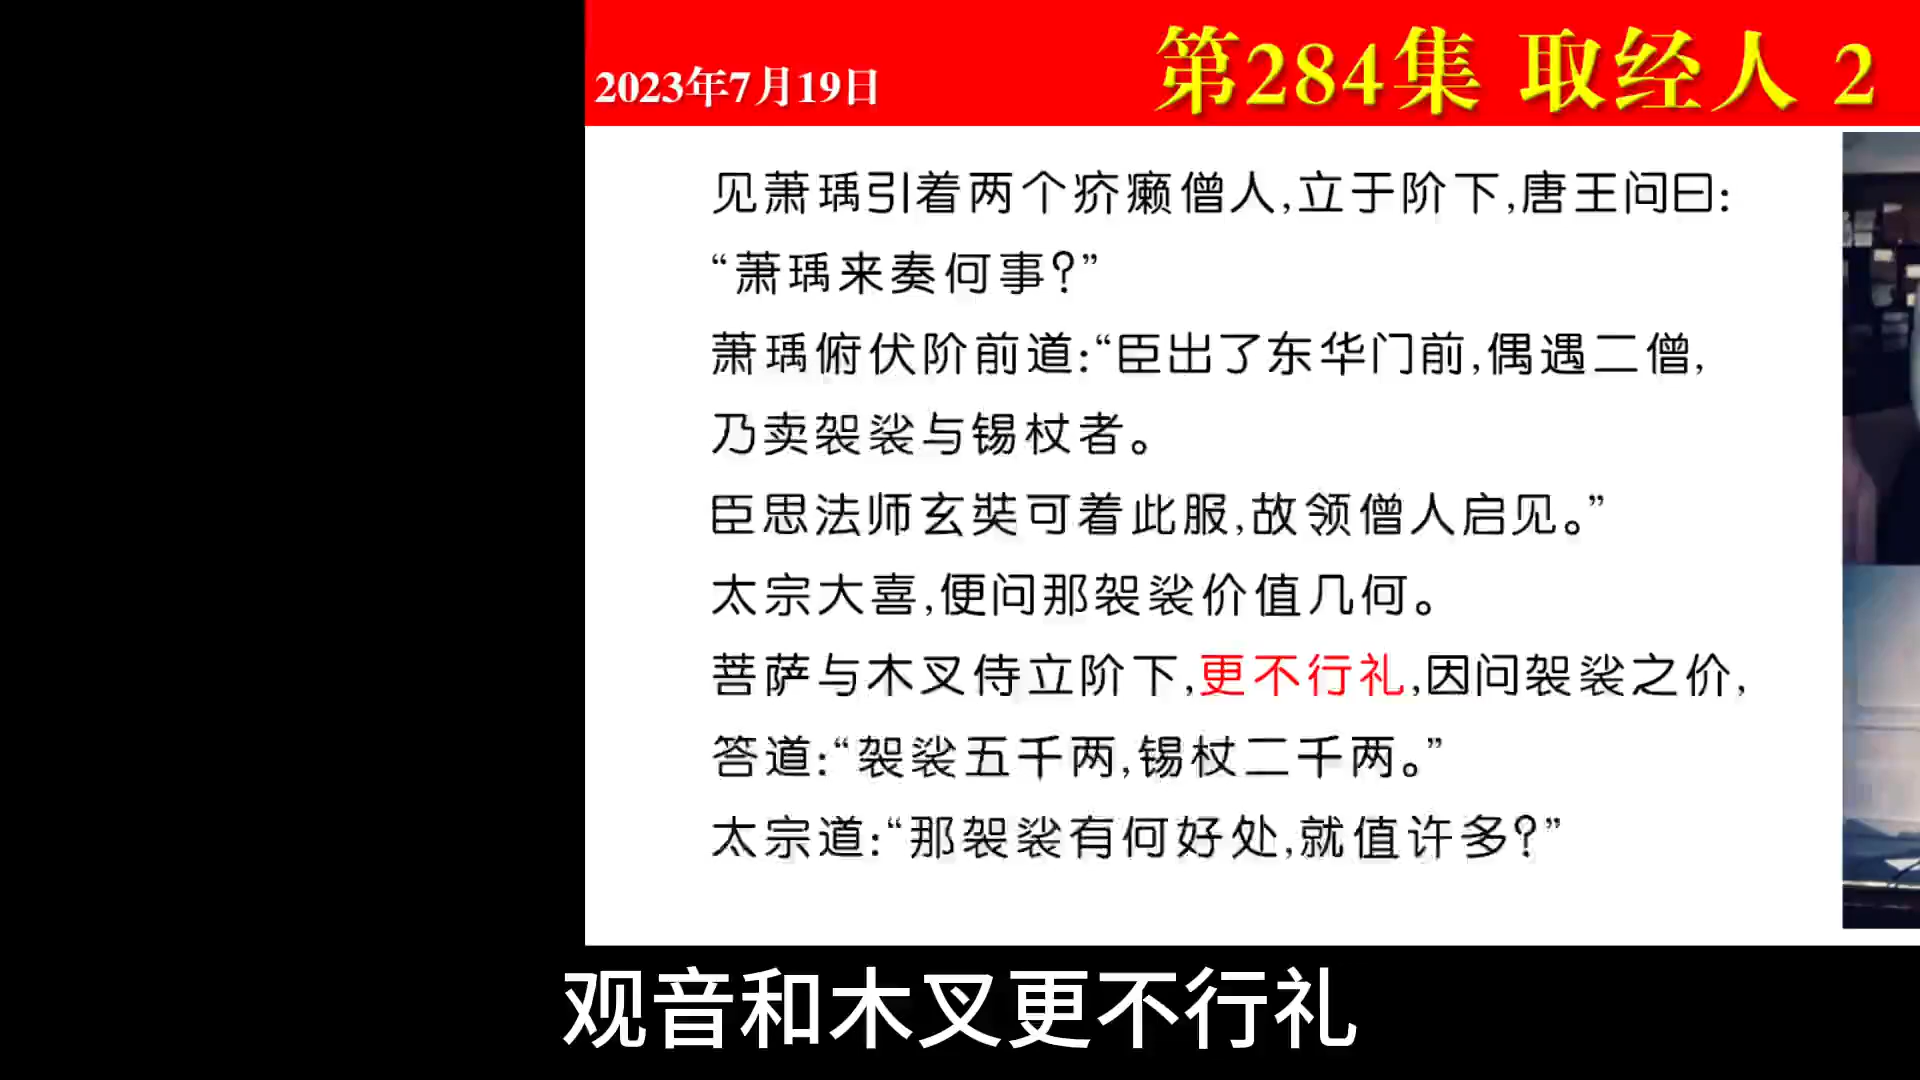 2023年7月19日
第284集 取经人 2
见萧瑀引着两个疥癞僧人,立于阶下,唐王问曰:
“萧瑀来奏何事?”
萧瑀俯伏阶前道:“臣出了东华门前,偶遇二僧,
乃卖袈裟与锡杖者。
臣思法师玄奘可着此服,故领僧人启见。”
太宗大喜,便问那袈裟价值几何。
菩萨与木叉侍立阶下,更不行礼,因问袈裟之价,
答道:“袈裟五千两,锡杖二千两。”
太宗道:“那袈裟有何好处,就值许多?”
观音和木叉更不行礼